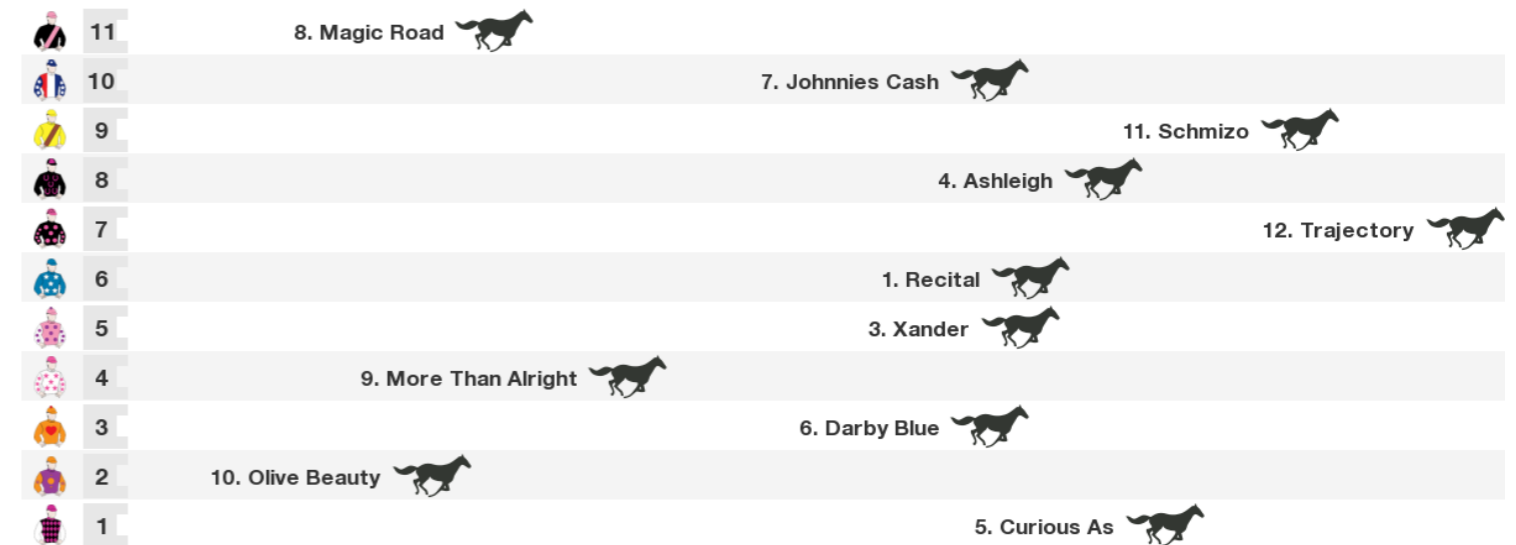 11 8. Magic Road
10 7. Johnnies Cash
9 11. Schmizo
8 4. Ashleigh
7 12. Trajectory
6 1. Recital
5 3. Xander
4 9. More Than Alright
3 6. Darby Blue
2 10. Olive Beauty
1 5. Curious As